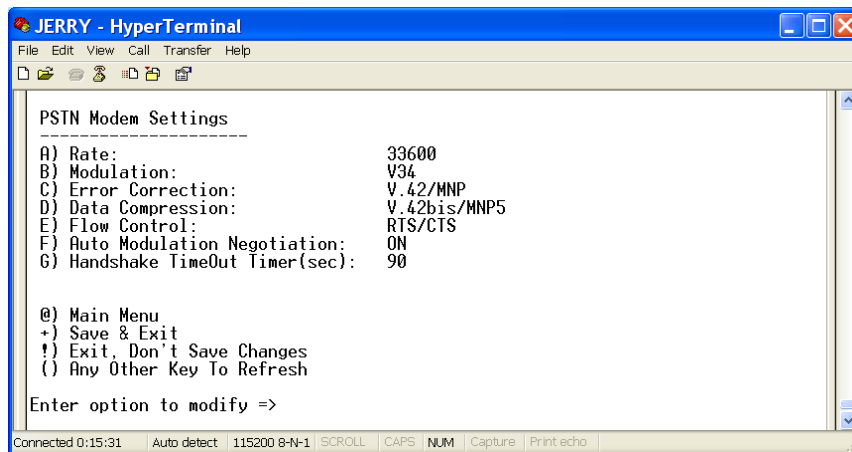 JERRY - HyperTerminal
File Edit View Call Transfer Help
PSTN Modem Settings
----------------------
A) Rate: 33600
B) Modulation: V34
C) Error Correction: V.42/MNP
D) Data Compression: V.42bis/MNP5
E) Flow Control: RTS/CTS
F) Auto Modulation Negotiation: ON
G) Handshake TimeOut Timer(sec): 90
@) Main Menu
+) Save & Exit
!) Exit, Don't Save Changes
() Any Other Key To Refresh
Enter option to modify =>
Connected 0:15:31 Auto detect 115200 8-N-1 SCROLL CAPS NUM Capture Print echo